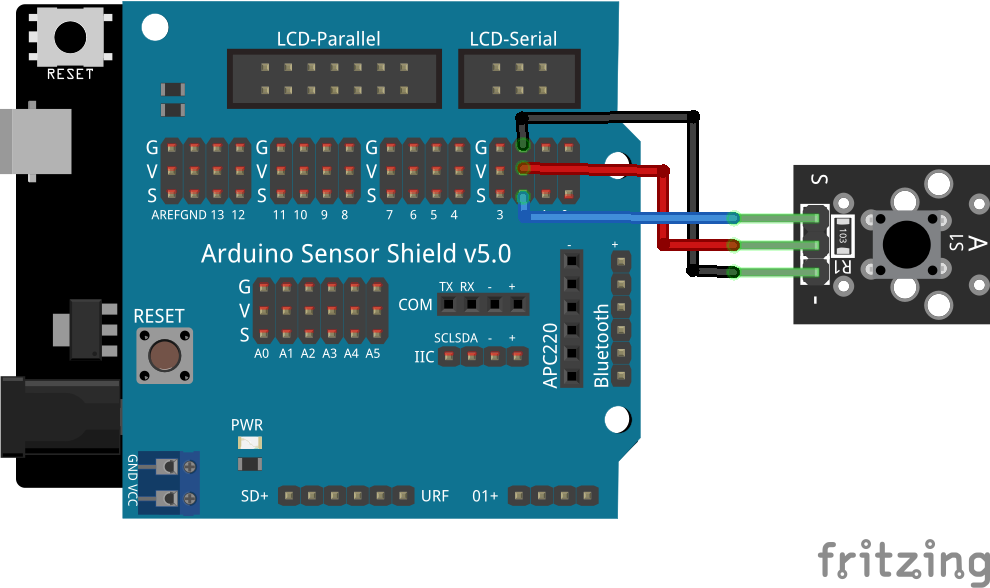 RESET
LCD-Parallel
LCD-Serial
G
V
S
G
V
S
G
V
S
G
V
S
AREF GND 13 12
11 10 9 8
7 6 5 4
3
Arduino Sensor Shield v5.0
G
V
S
A0 A1 A2 A3 A4 A5
TX RX - +
COM
SCL SDA - +
IIC
-
APC220
+
Bluetooth
RESET
PWR
GND VCC
SD+
URF
01+
S
-
103
R1
S1
A
fritzing